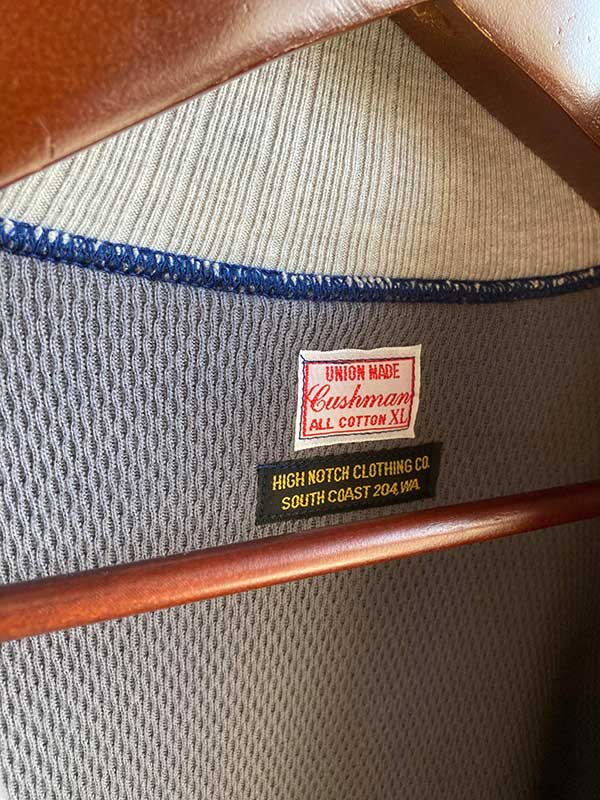 UNION MADE
Cushman
ALL COTTON XL
HIGH NOTCH CLOTHING CO.
SOUTH COAST 204, WA.